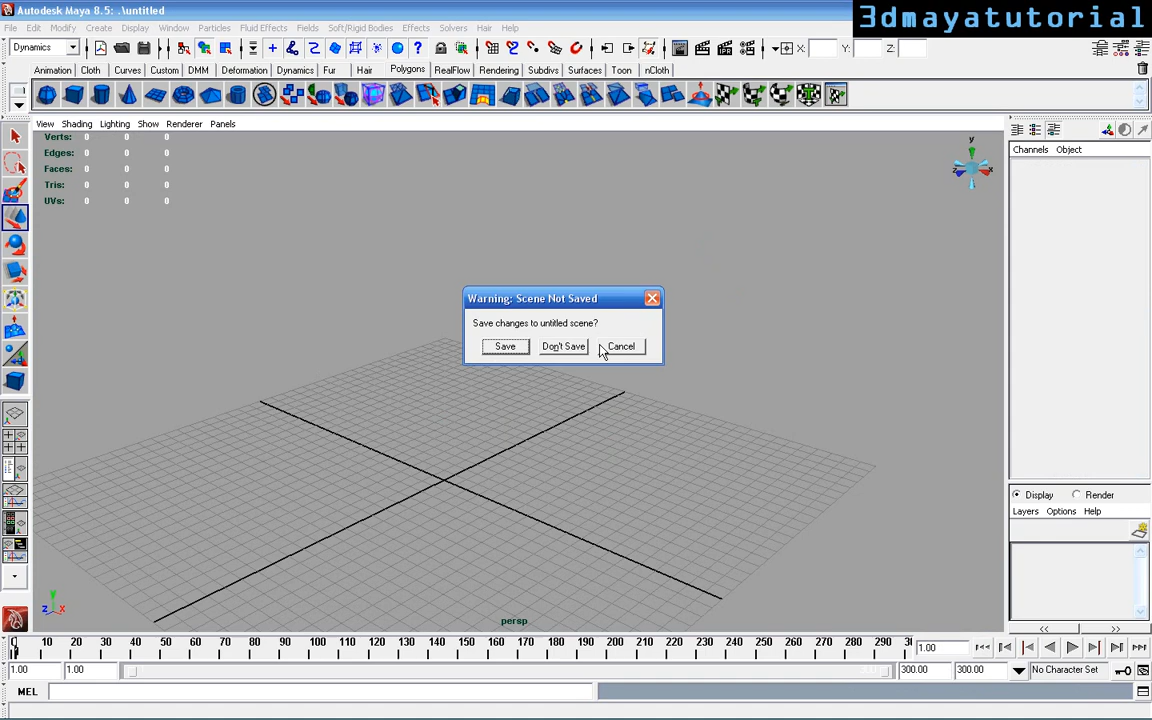 Autodesk Maya 8.5: .\untitled
3dmayatutorial
File Edit Modify Create Display Window Particles Fluid Effects Fields Soft/Rigid Bodies Effects Solvers Hair Help
Dynamics X: Y: Z:
Animation Cloth Curves Custom DMM Deformation Dynamics Fur Hair Polygons RealFlow Rendering Subdivs Surfaces Toon nCloth
View Shading Lighting Show Renderer Panels
Verts: 0 0 0
Edges: 0 0 0
Faces: 0 0 0
Tris: 0 0 0
UVs: 0 0 0
y
z x
Channels Object
Warning: Scene Not Saved
Save changes to untitled scene?
Save Don't Save Cancel
Display Render
Layers Options Help
z x
persp
<< >>
0 10 20 30 40 50 60 70 80 90 100 110 120 130 140 150 160 170 180 190 200 210 220 230 240 250 260 270 280 290 30 1.00
1.00 1.00 300.00 300.00 No Character Set
MEL